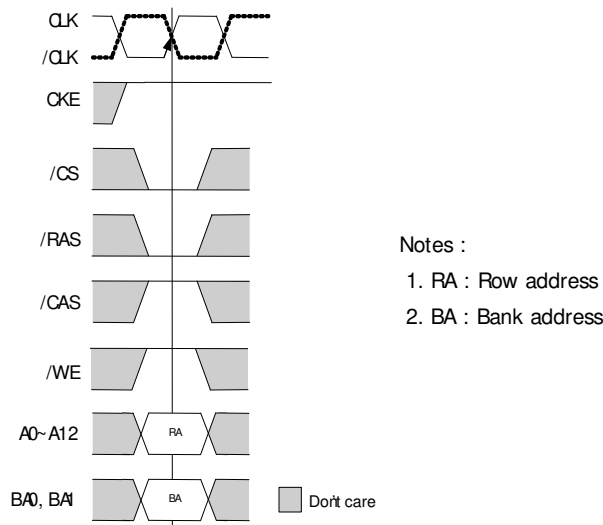 CLK
/CLK
CKE
/CS
/RAS
/CAS
/WE
A0~A12
RA
BA0, BA1
BA
Notes :
1. RA : Row address
2. BA : Bank address
Don't care